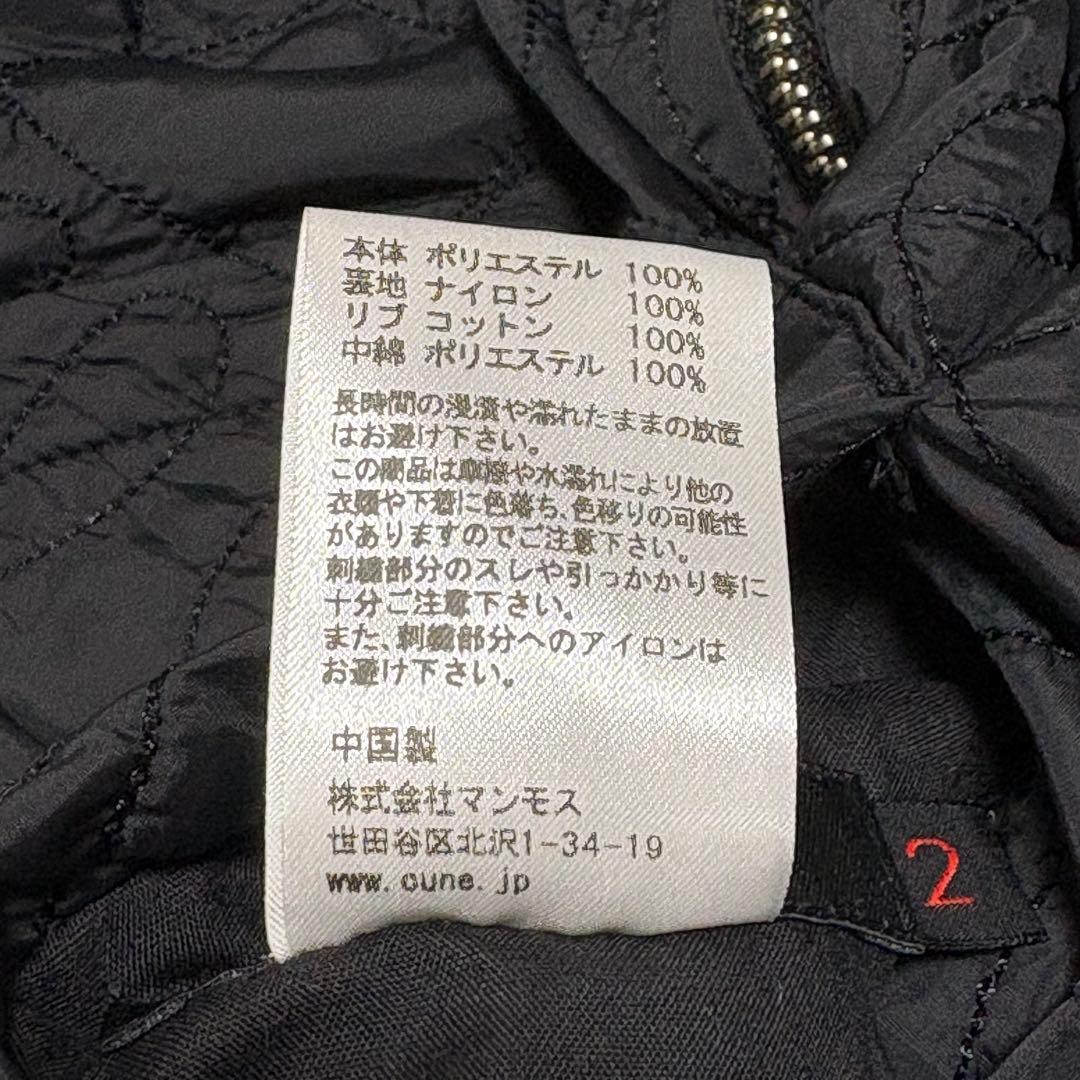 本体 ポリエステル 100%
裏地 ナイロン 100%
リブ コットン 100%
中綿 ポリエステル 100%
長時間の浸漬や濡れたままの放置
はお避け下さい。
この商品は摩擦や水濡れにより他の
衣類や下着に色落ち、色移りの可能性
がありますのでご注意下さい。
刺繍部分のスレや引っかかり等に
十分ご注意下さい。
また、刺繍部分へのアイロンは
お避け下さい。
中国製
株式会社マンモス
世田谷区北沢1-34-19
www.cune.jp
2